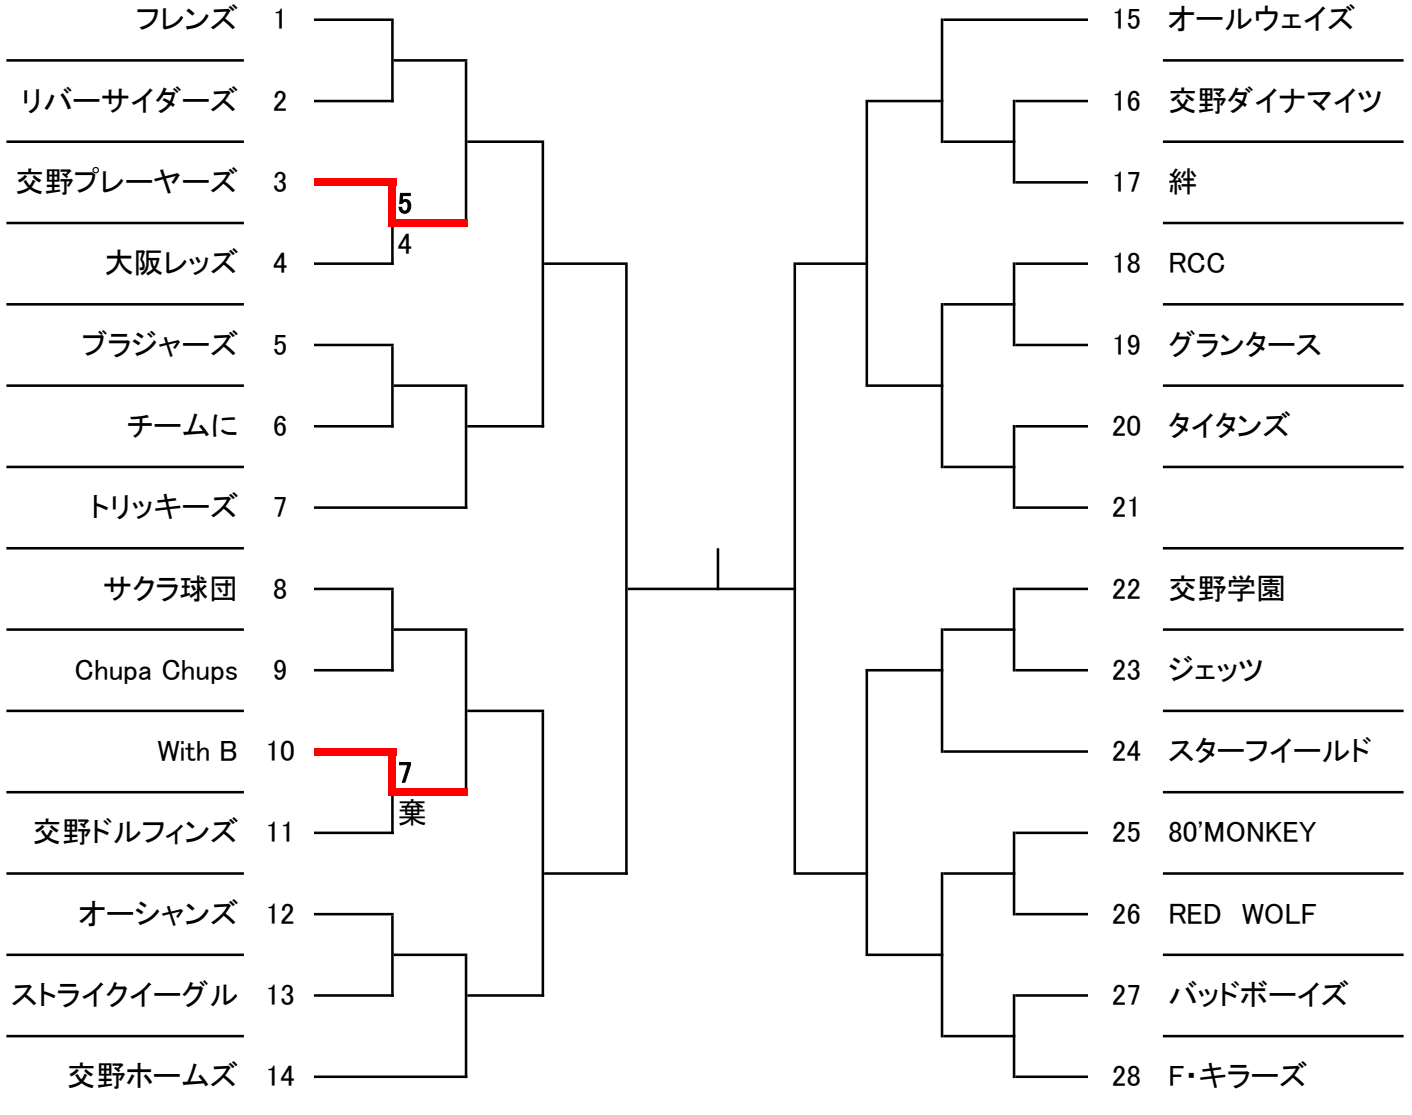 フレンズ 1
リバーサイダーズ 2
交野プレーヤーズ 3
5
4
大阪レッズ 4
ブラジャーズ 5
チームに 6
トリッキーズ 7
サクラ球団 8
Chupa Chups 9
With B 10
7
棄
交野ドルフィンズ 11
オーシャンズ 12
ストライクイーグル 13
交野ホームズ 14
15 オールウェイズ
16 交野ダイナマイツ
17 絆
18 RCC
19 グランタース
20 タイタンズ
21
22 交野学園
23 ジェッツ
24 スターフイールド
25 80'MONKEY
26 RED WOLF
27 バッドボーイズ
28 F・キラーズ